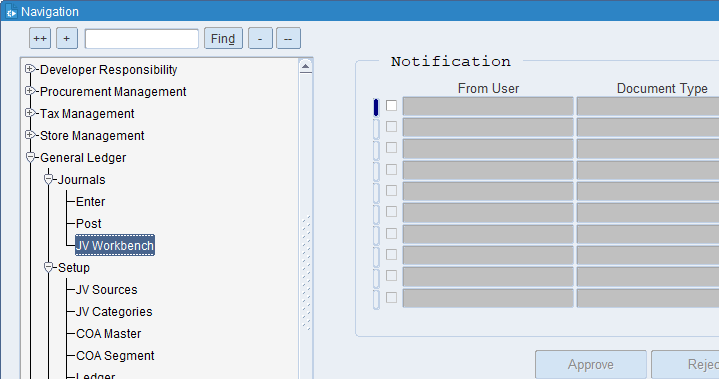 Navigation
++ + Find - --
Developer Responsibility
Procurement Management
Tax Management
Store Management
General Ledger
Journals
Enter
Post
JV Workbench
Setup
JV Sources
JV Categories
COA Master
COA Segment
Ledger
Notification
From User Document Type
Approve